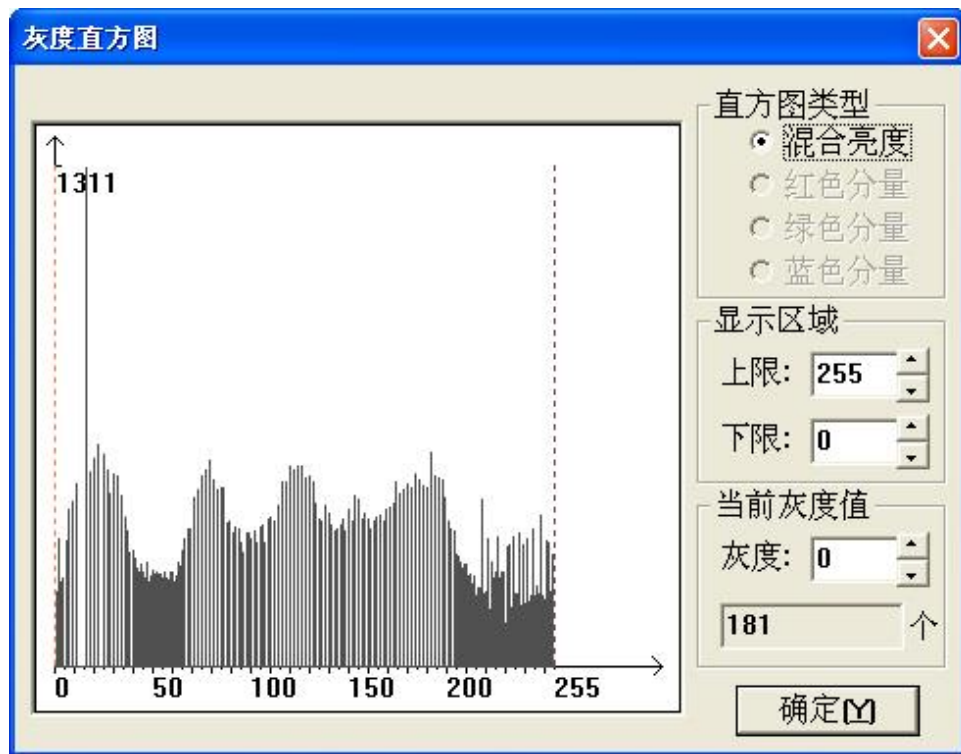 灰度直方图
1311
0 50 100 150 200 255
直方图类型
混合亮度
红色分量
绿色分量
蓝色分量
显示区域
上限: 255
下限: 0
当前灰度值
灰度: 0
181 个
确定(Y)